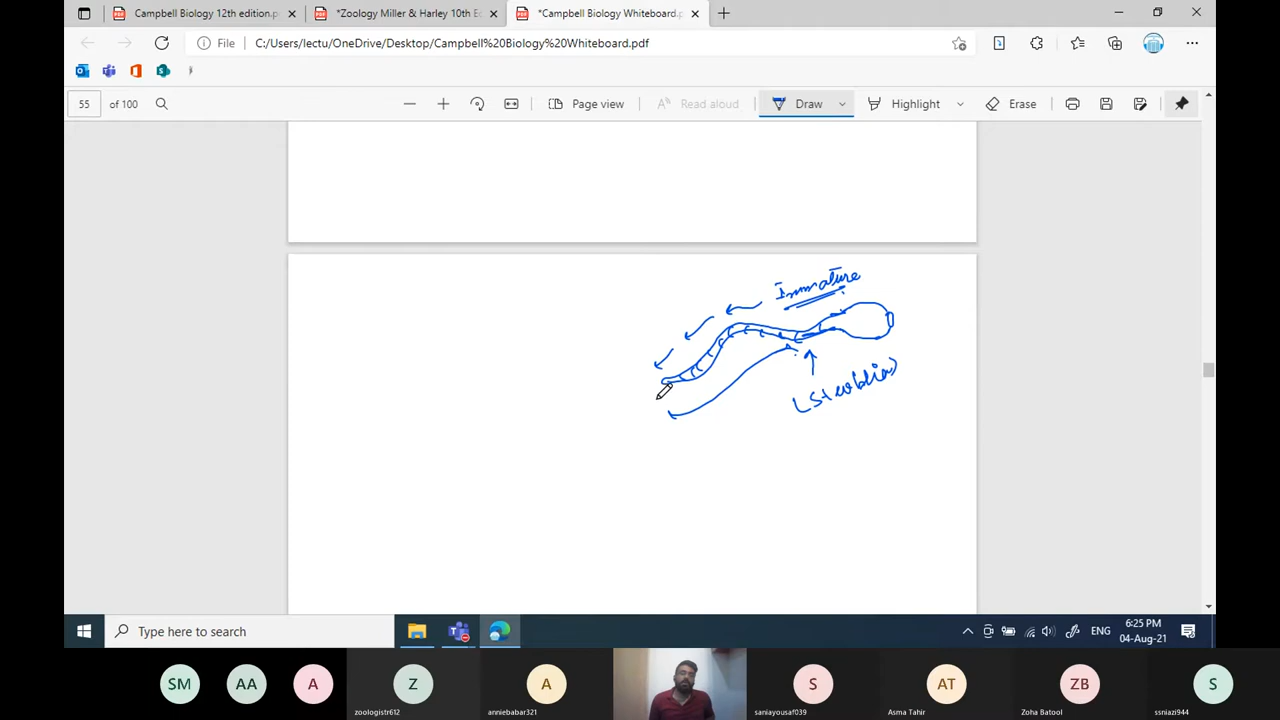 Campbell Biology 12th edition.p
*Zoology Miller & Harley 10th Ec
*Campbell Biology Whiteboard.p
File
C:/Users/lectu/OneDrive/Desktop/Campbell%20Biology%20Whiteboard.pdf
55 of 100
Page view
Read aloud
Draw
Highlight
Erase
Immature
Type here to search
ENG
6:25 PM
04-Aug-21
SM
AA
A
Z
A
S
AT
ZB
S
zoologistr612
anniebabar321
saniayousaf039
Asma Tahir
Zoha Batool
ssniazi944